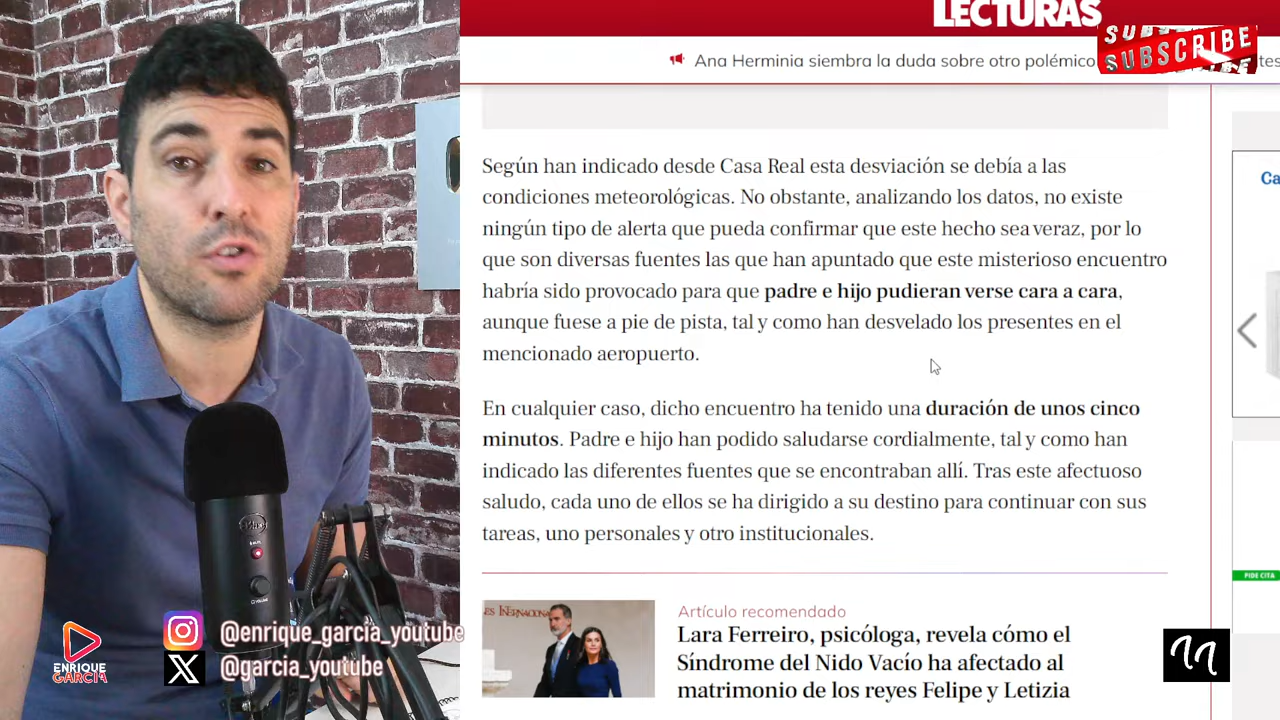 LECTURAS
SUBSCRIBE
SUBSCRIBE
SUBSCRIBE
Ana Herminia siembra la duda sobre otro polémico
Según han indicado desde Casa Real esta desviación se debía a las
condiciones meteorológicas. No obstante, analizando los datos, no existe
ningún tipo de alerta que pueda confirmar que este hecho sea veraz, por lo
que son diversas fuentes las que han apuntado que este misterioso encuentro
habría sido provocado para que padre e hijo pudieran verse cara a cara,
aunque fuese a pie de pista, tal y como han desvelado los presentes en el
mencionado aeropuerto.
En cualquier caso, dicho encuentro ha tenido una duración de unos cinco
minutos. Padre e hijo han podido saludarse cordialmente, tal y como han
indicado las diferentes fuentes que se encontraban allí. Tras este afectuoso
saludo, cada uno de ellos se ha dirigido a su destino para continuar con sus
tareas, uno personales y otro institucionales.
Artículo recomendado
Lara Ferreiro, psicóloga, revela cómo el
Síndrome del Nido Vacío ha afectado al
matrimonio de los reyes Felipe y Letizia
Ca
PIDE CITA
ENRIQUE
GARCIA
@enrique_garcia_youtube
@garcia_youtube